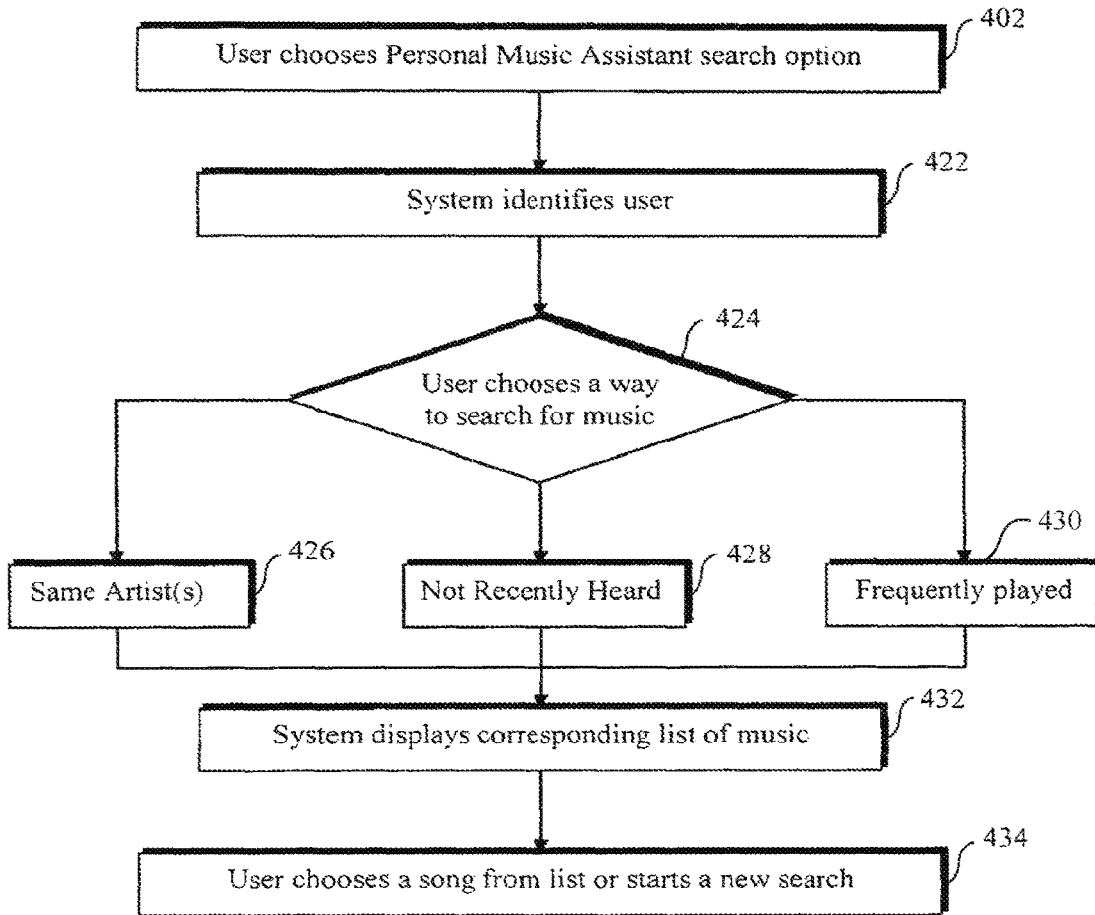 402
User chooses Personal Music Assistant search option
422
System identifies user
424
User chooses a way
to search for music
426
Same Artist(s)
428
Not Recently Heard
430
Frequently played
432
System displays corresponding list of music
434
User chooses a song from list or starts a new search